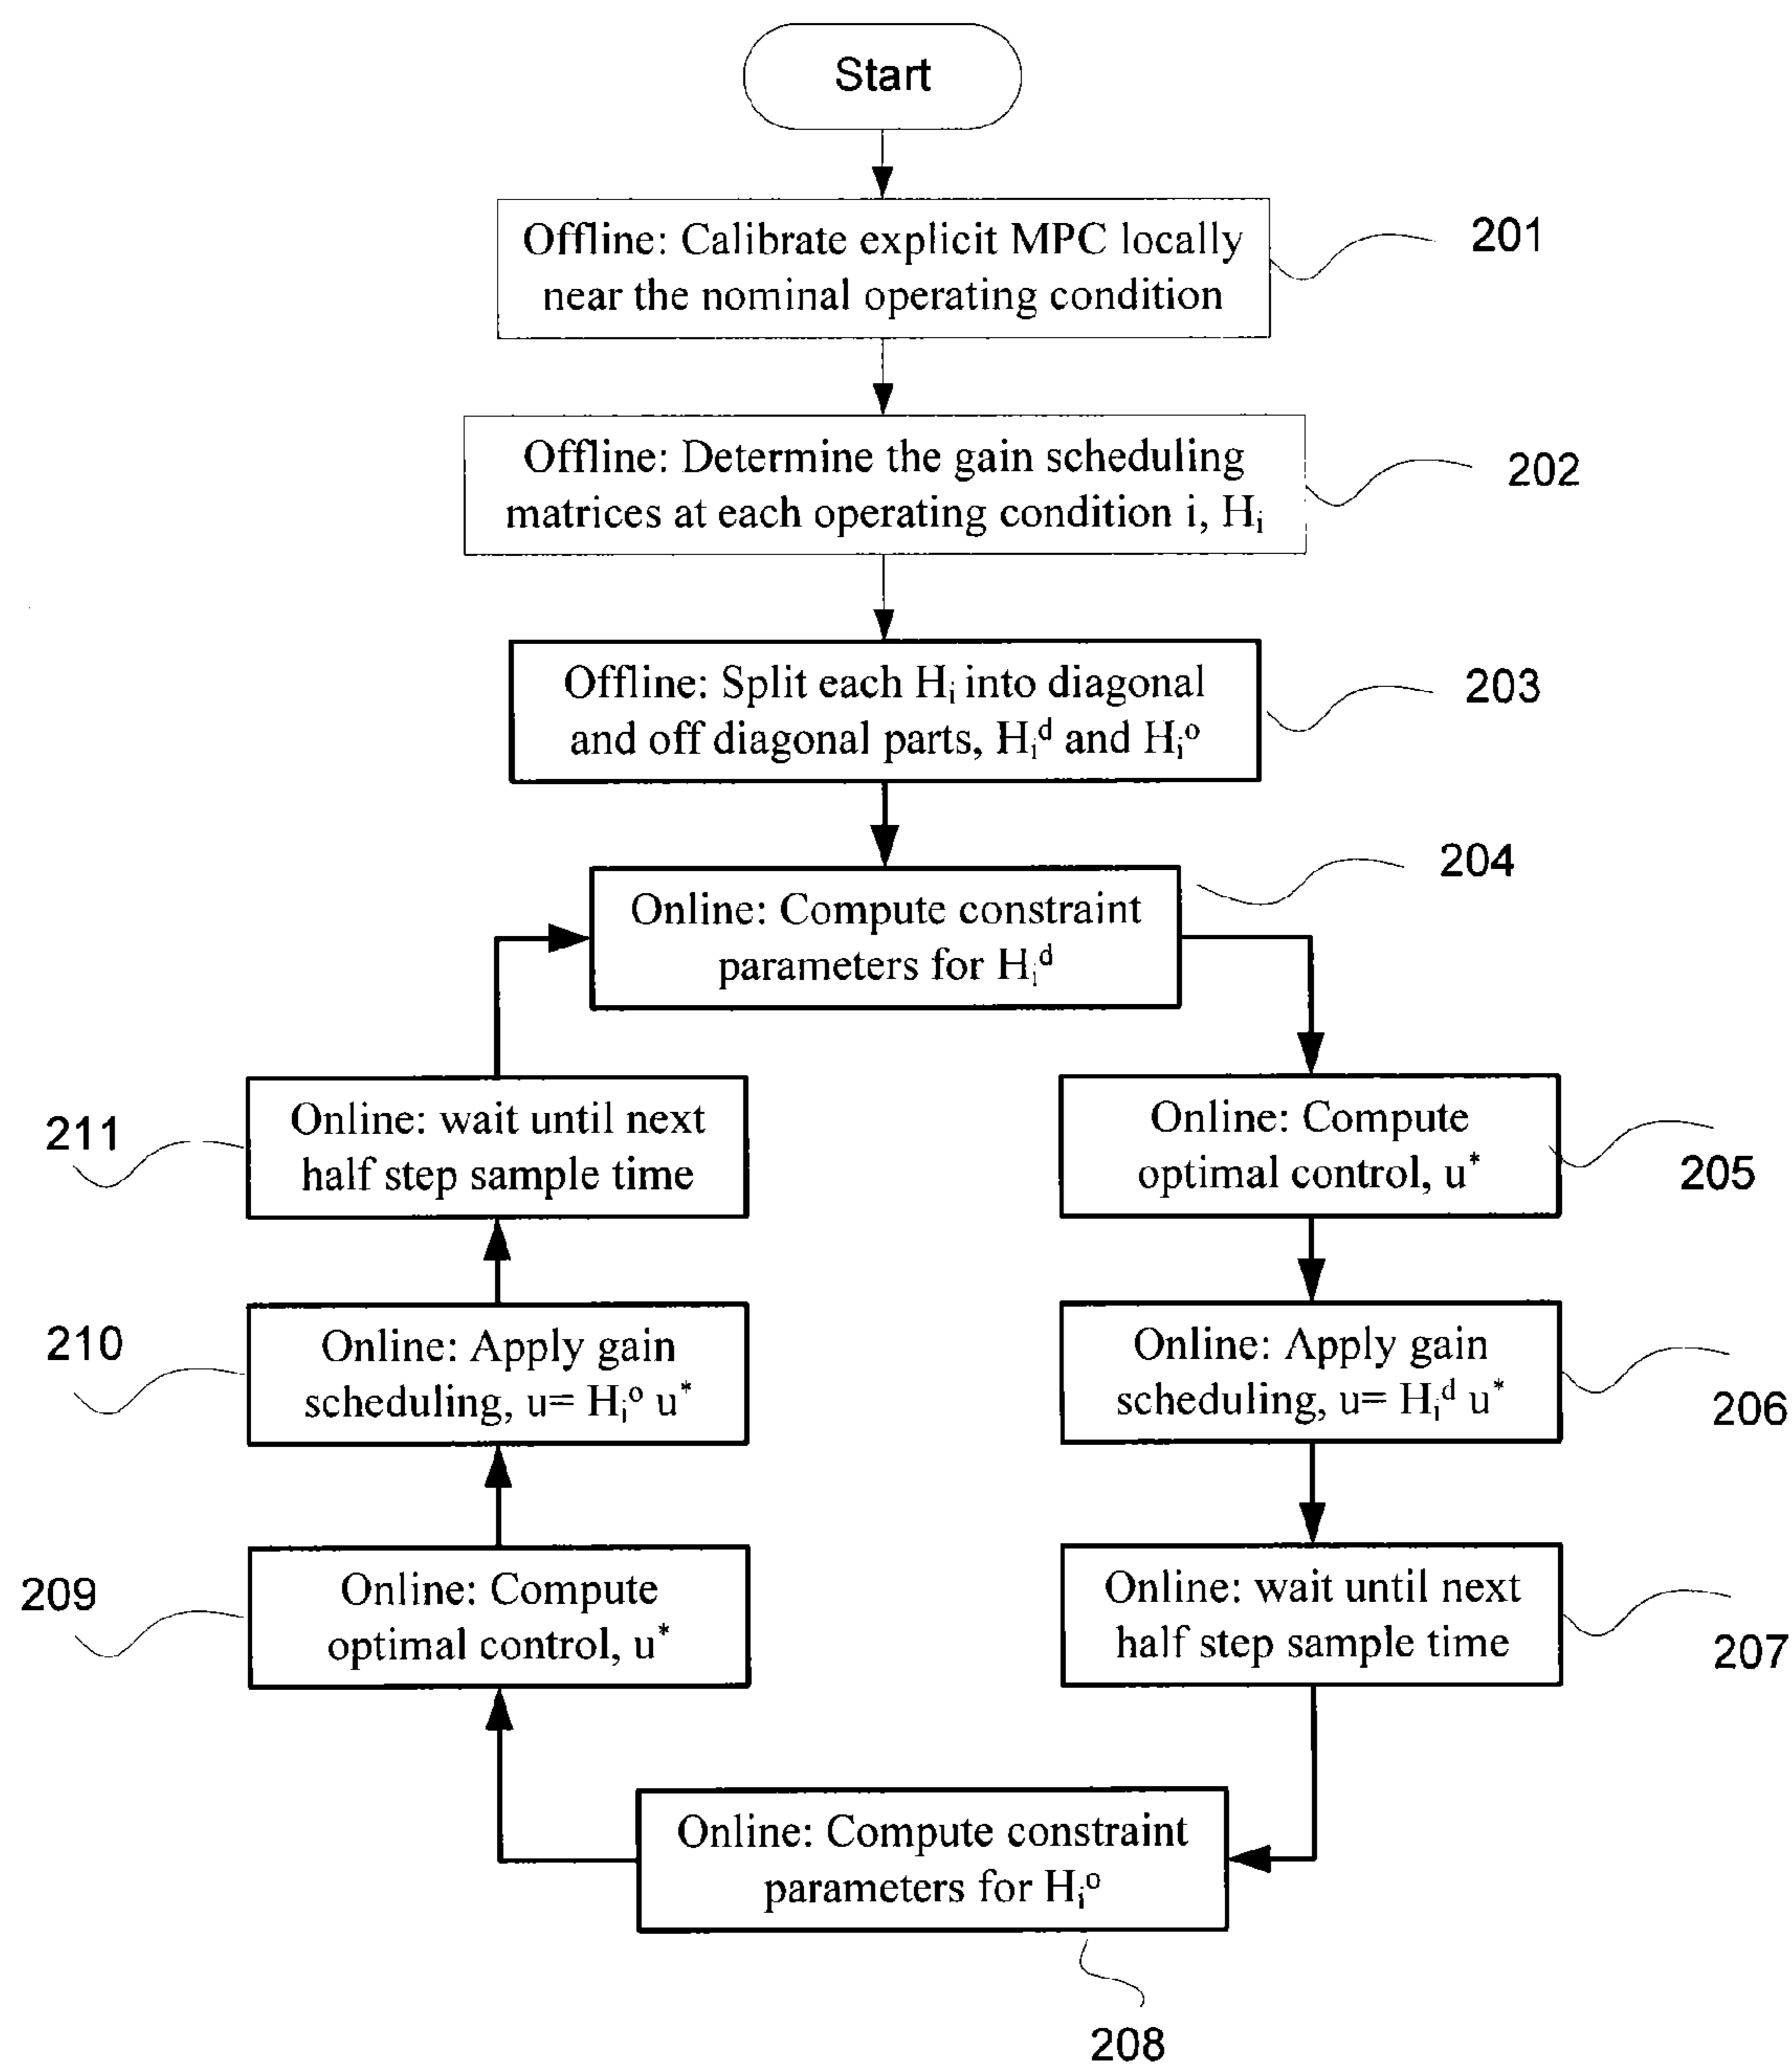 Start
Offline: Calibrate explicit MPC locally
near the nominal operating condition
201
Offline: Determine the gain scheduling
matrices at each operating condition i, Hᵢ
202
Offline: Split each Hᵢ into diagonal
and off diagonal parts, Hᵢᵈ and Hᵢᵒ
203
Online: Compute constraint
parameters for Hᵢᵈ
204
Online: Compute
optimal control, u*
205
Online: Apply gain
scheduling, u= Hᵢᵈ u*
206
Online: wait until next
half step sample time
207
Online: Compute constraint
parameters for Hᵢᵒ
208
Online: Compute
optimal control, u*
209
Online: Apply gain
scheduling, u= Hᵢᵒ u*
210
Online: wait until next
half step sample time
211